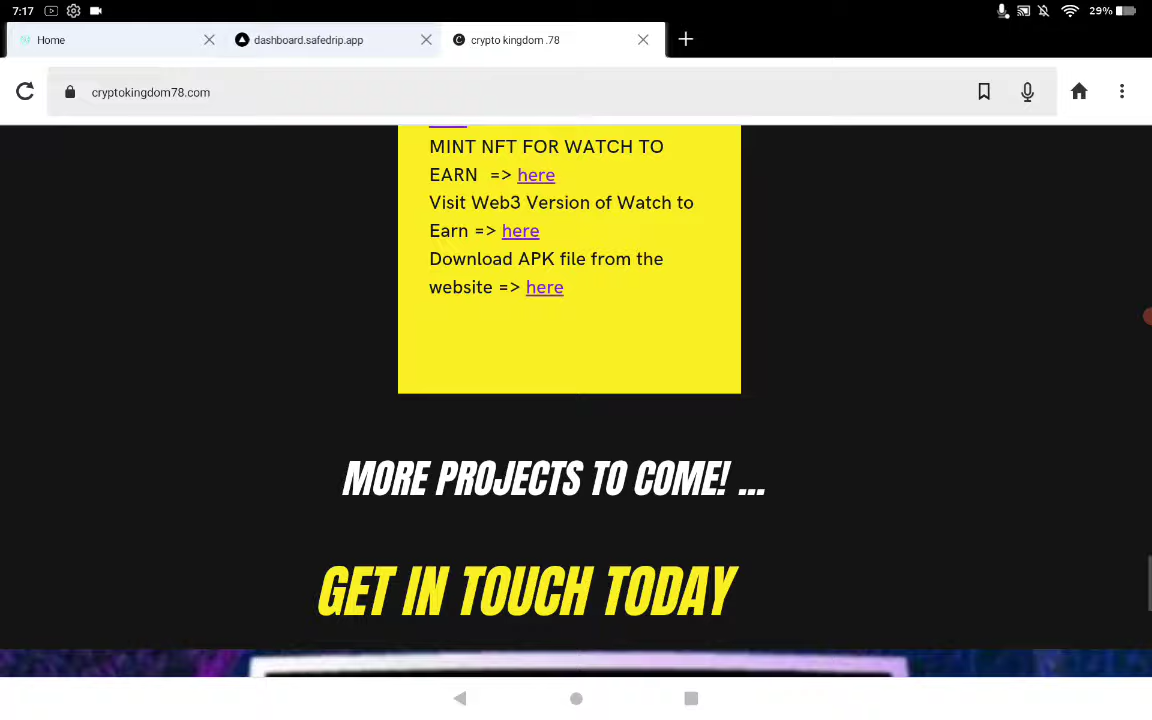 7:17
29%
Home
dashboard.safedrip.app
crypto kingdom .78
cryptokingdom78.com
MINT NFT FOR WATCH TO
EARN => here
Visit Web3 Version of Watch to
Earn => here
Download APK file from the
website => here
MORE PROJECTS TO COME! ...
GET IN TOUCH TODAY